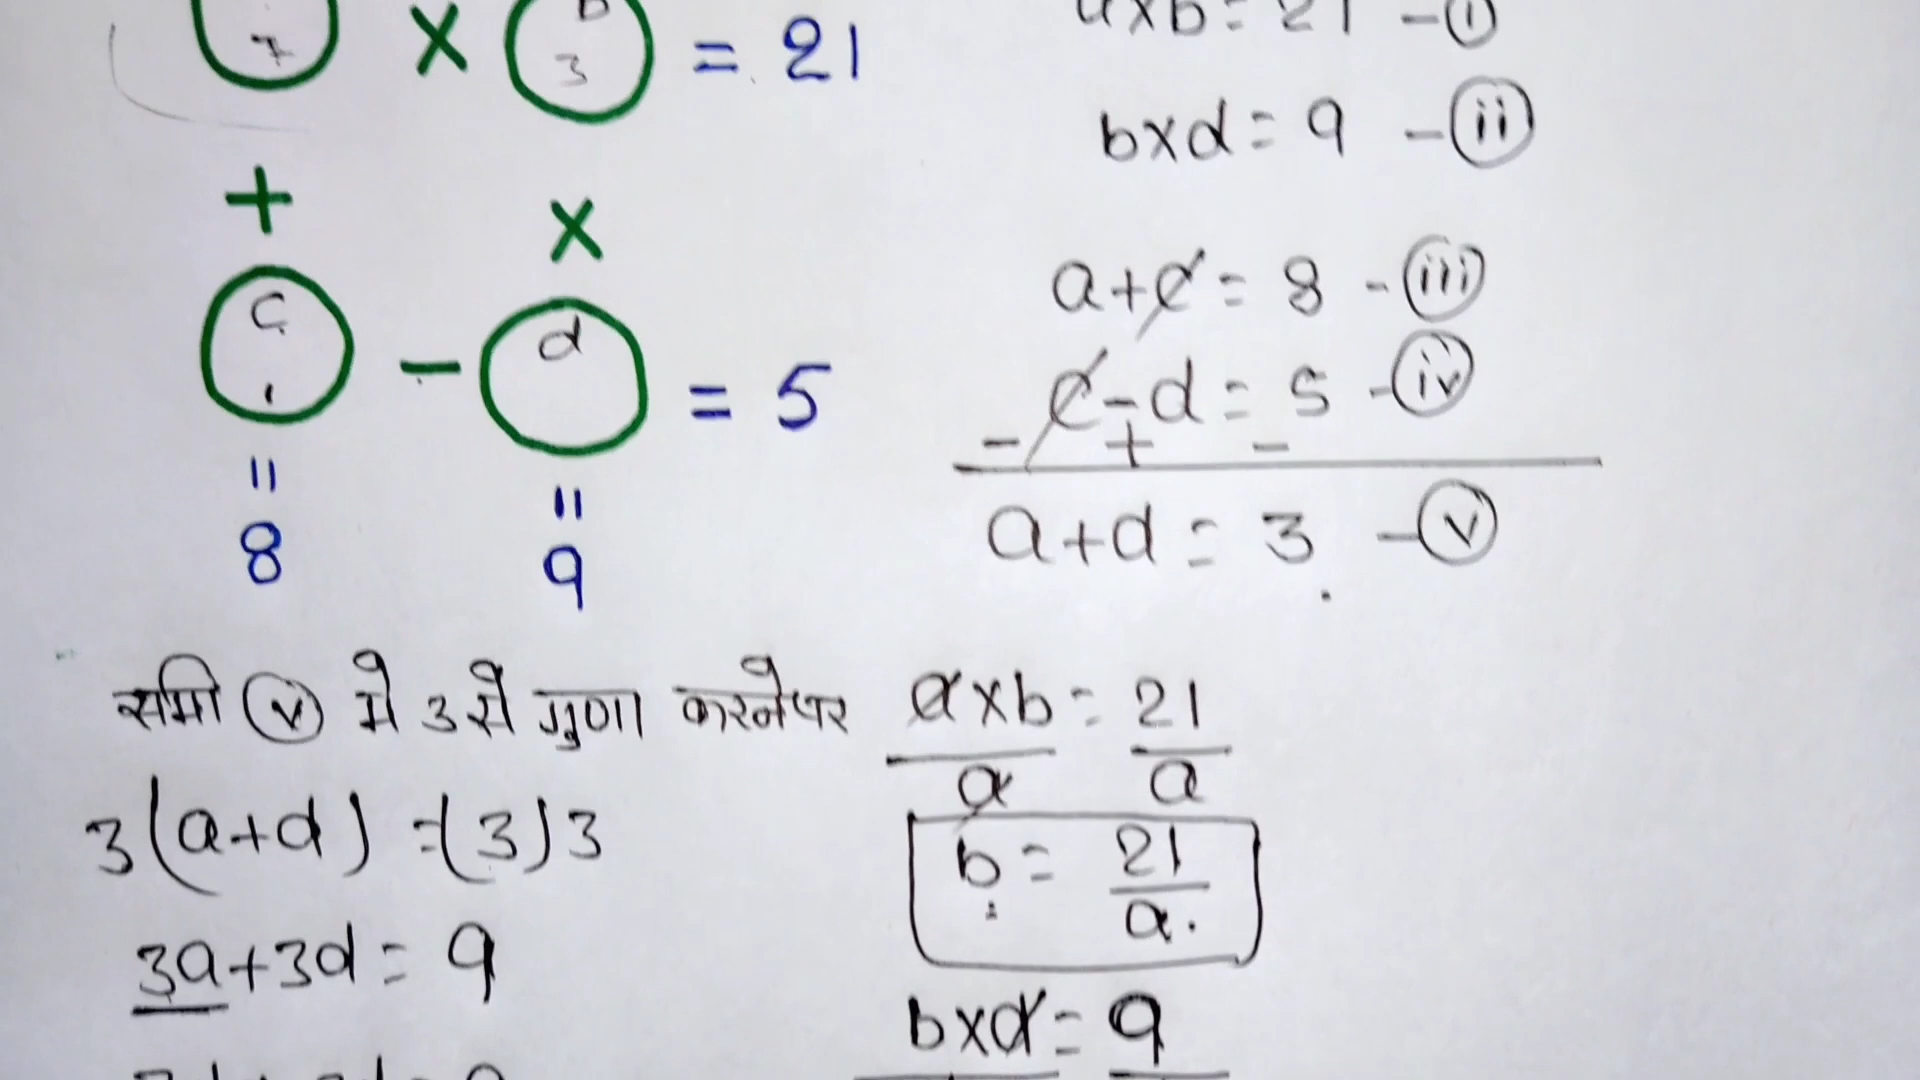 7 × b 3 = 21
+ ×
c 1 - d = 5
= =
8 9
a×b = 21 - (i)
b×d = 9 - (ii)
a+c = 8 - (iii)
c-d = 5 - (iv)
- + -
a+d = 3 - (v)
समी (v) मे 3 से गुणा करनेपर
3(a+d) = (3)3
3a+3d = 9
a×b = 21
a a
b = 21
a
b×d = 9